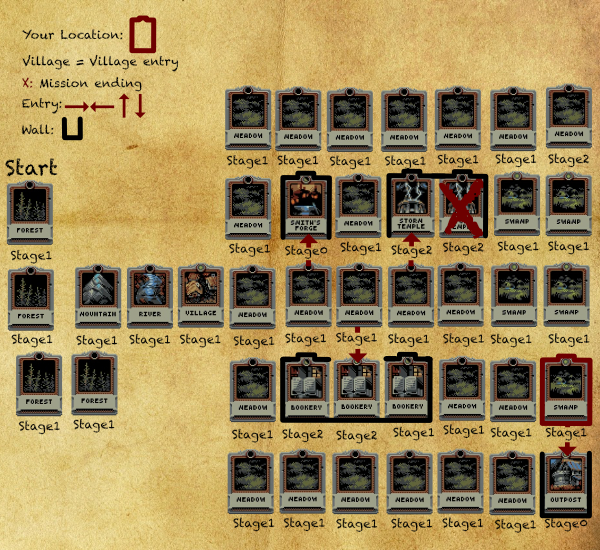 Your Location:
Village = Village entry
X: Mission ending
Entry:
Wall:
MEADOW MEADOW MEADOW MEADOW MEADOW MEADOW MEADOW
Stage1 Stage1 Stage1 Stage1 Stage1 Stage1 Stage2
Start
FOREST MEADOW SMITH'S FORGE MEADOW STORM TEMPLE SWAMP SWAMP
Stage1 Stage1 Stage0 Stage1 Stage2 Stage2 Stage1 Stage1
FOREST MOUNTAIN RIVER VILLAGE MEADOW MEADOW MEADOW MEADOW MEADOW SWAMP SWAMP
Stage1 Stage1 Stage1 Stage1 Stage1 Stage1 Stage1 Stage1 Stage1 Stage1 Stage1
FOREST FOREST MEADOW BOOKERY BOOKERY BOOKERY MEADOW MEADOW SWAMP
Stage1 Stage1 Stage1 Stage2 Stage2 Stage1 Stage1 Stage1 Stage1
MEADOW MEADOW MEADOW MEADOW MEADOW MEADOW OUTPOST
Stage1 Stage1 Stage1 Stage1 Stage1 Stage1 Stage0